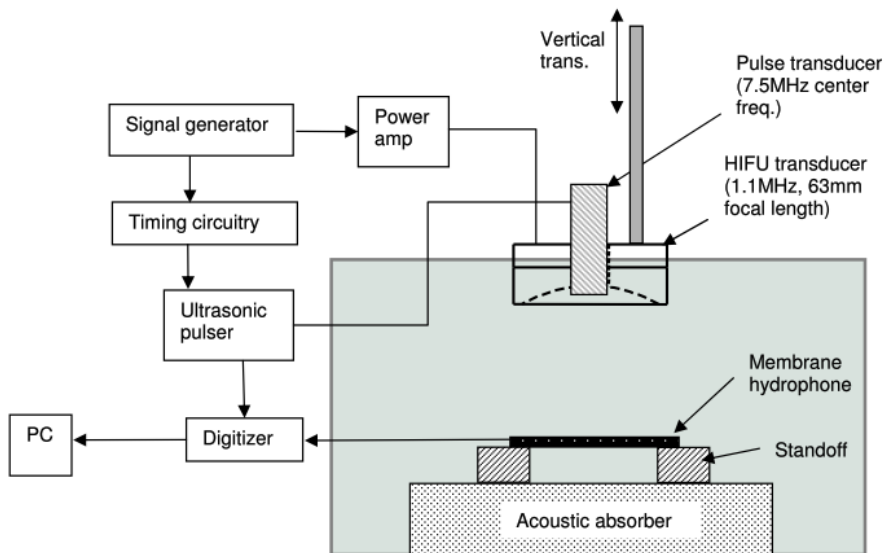 Vertical
trans.
Pulse transducer
(7.5MHz center
freq.)
Signal generator
Power
amp
HIFU transducer
(1.1MHz, 63mm
focal length)
Timing circuitry
Ultrasonic
pulser
Membrane
hydrophone
PC
Digitizer
Standoff
Acoustic absorber